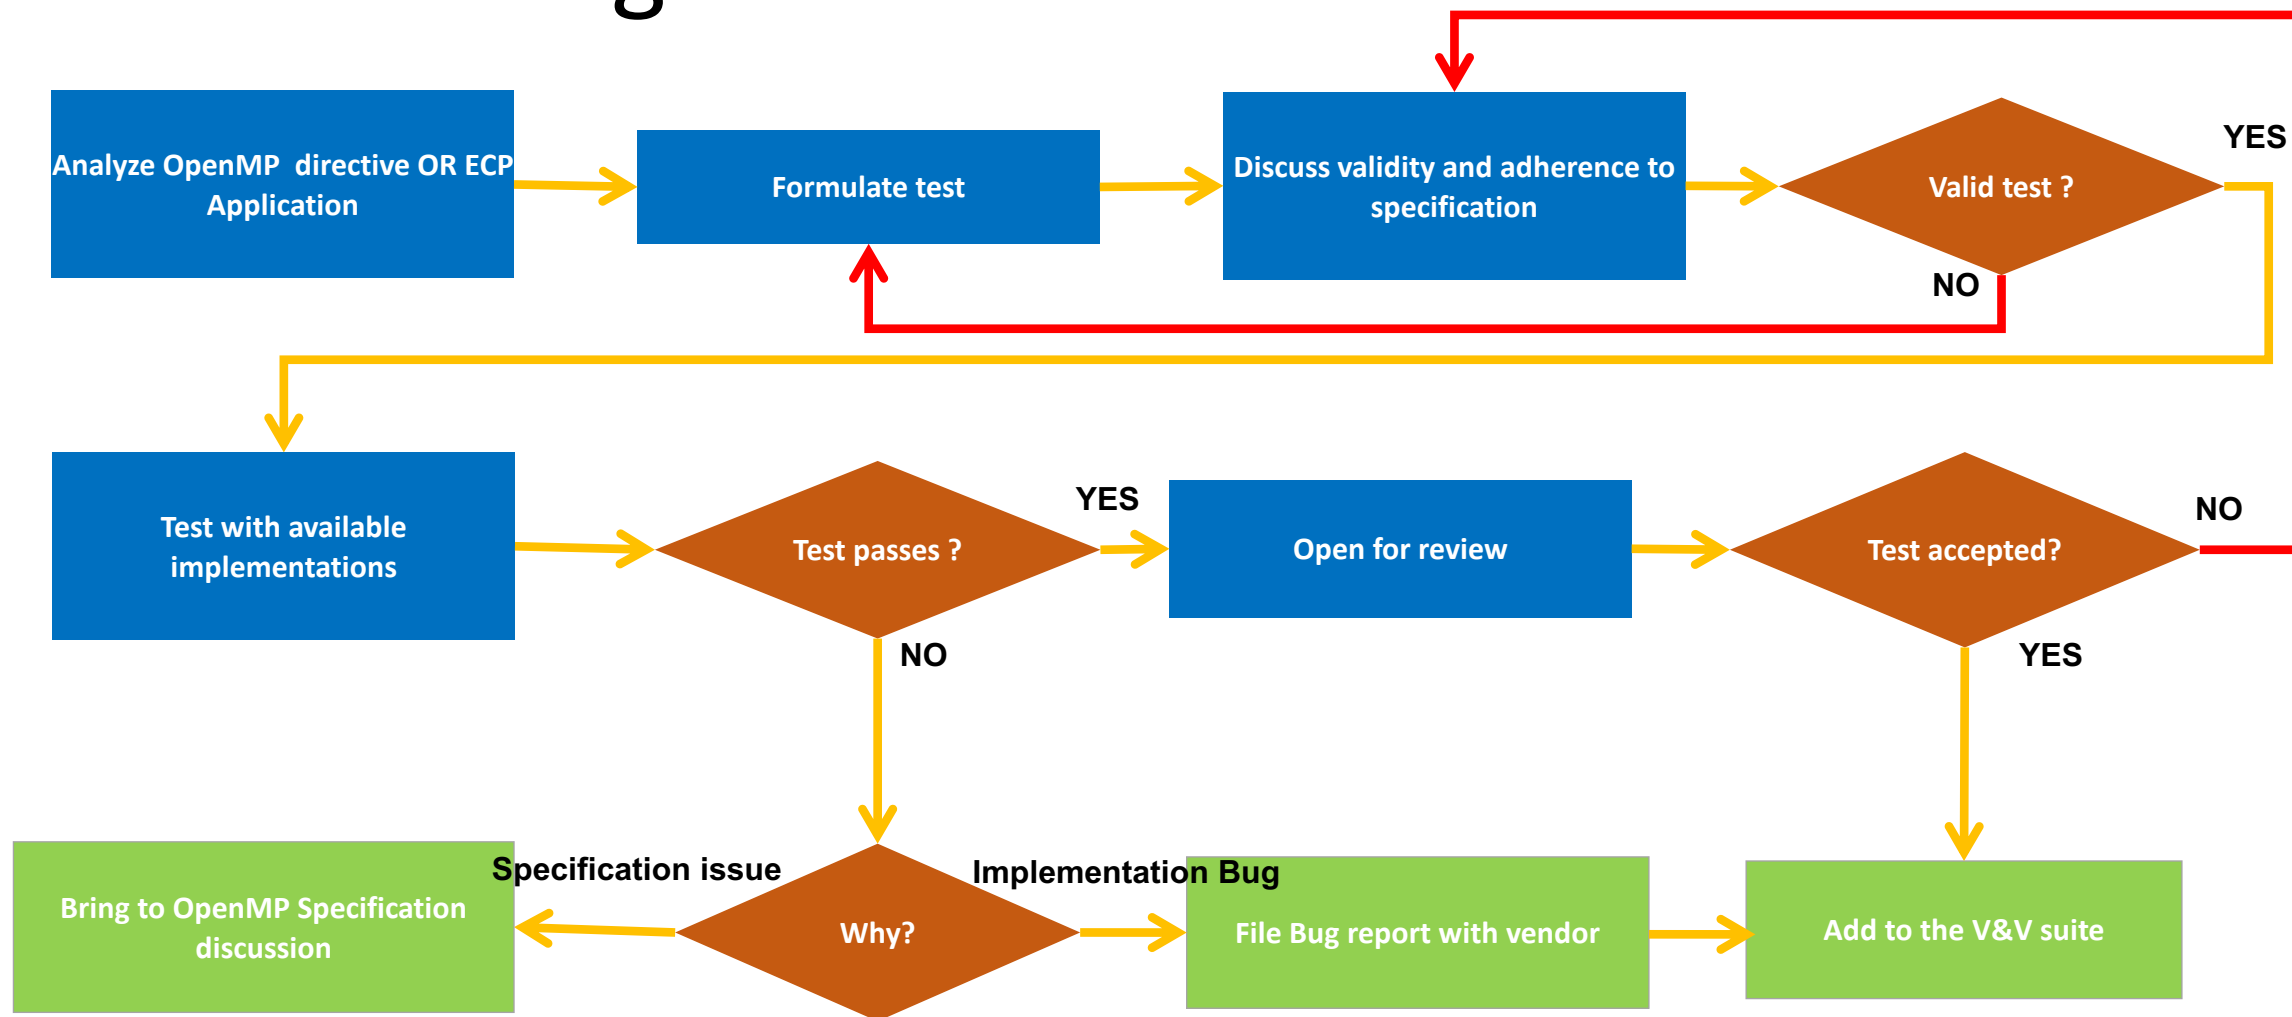 g
YES
Analyze OpenMP  directive OR ECP
Application
Formulate test
Discuss validity and adherence to
specification
Valid test ?
NO
Test with available
implementations
Test passes ?
YES
Open for review
Test accepted?
NO
NO
YES
Specification issue
Implementation Bug
Bring to OpenMP Specification
discussion
Why?
File Bug report with vendor
Add to the V&V suite